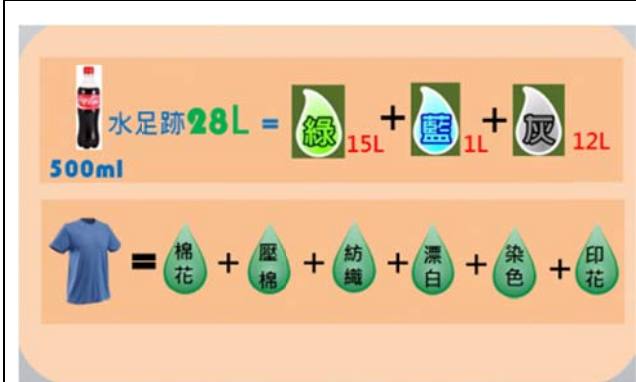 水足跡28L = 綠 15L + 藍 1L + 灰 12L
500ml
= 棉花 + 壓棉 + 紡織 + 漂白 + 染色 + 印花